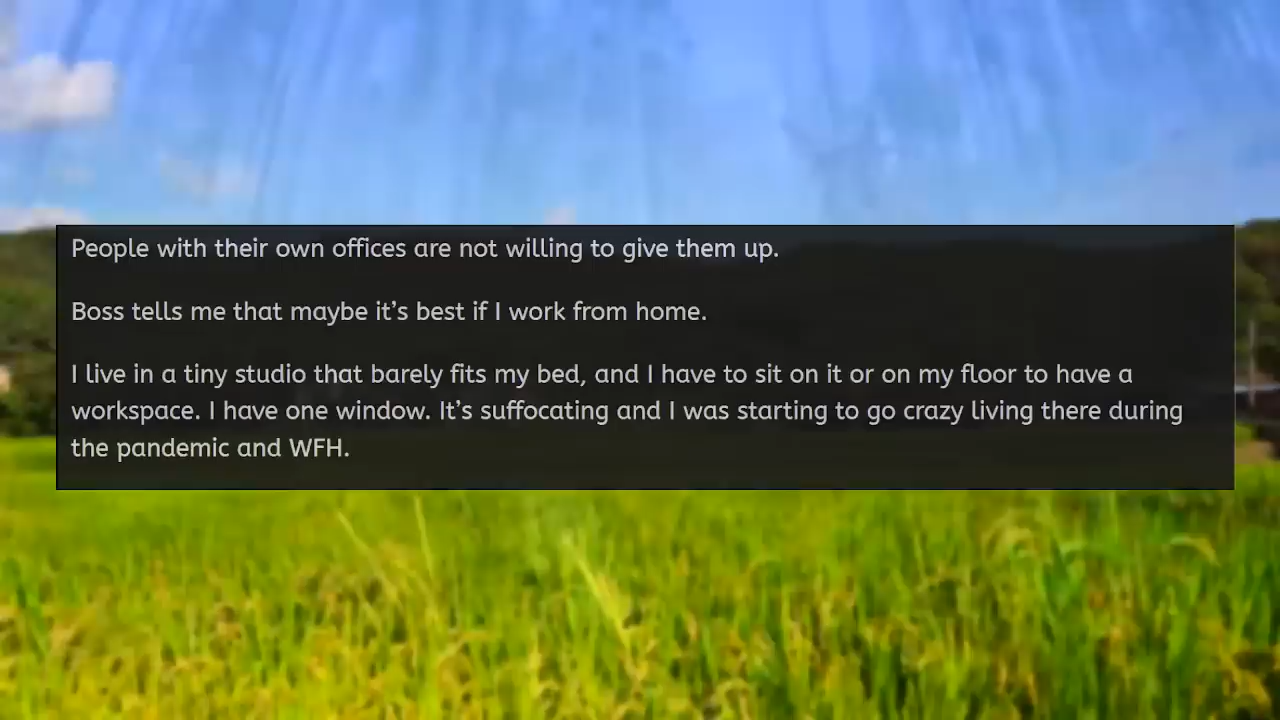 People with their own offices are not willing to give them up.
Boss tells me that maybe it’s best if I work from home.
I live in a tiny studio that barely fits my bed, and I have to sit on it or on my floor to have a
workspace. I have one window. It’s suffocating and I was starting to go crazy living there during
the pandemic and WFH.